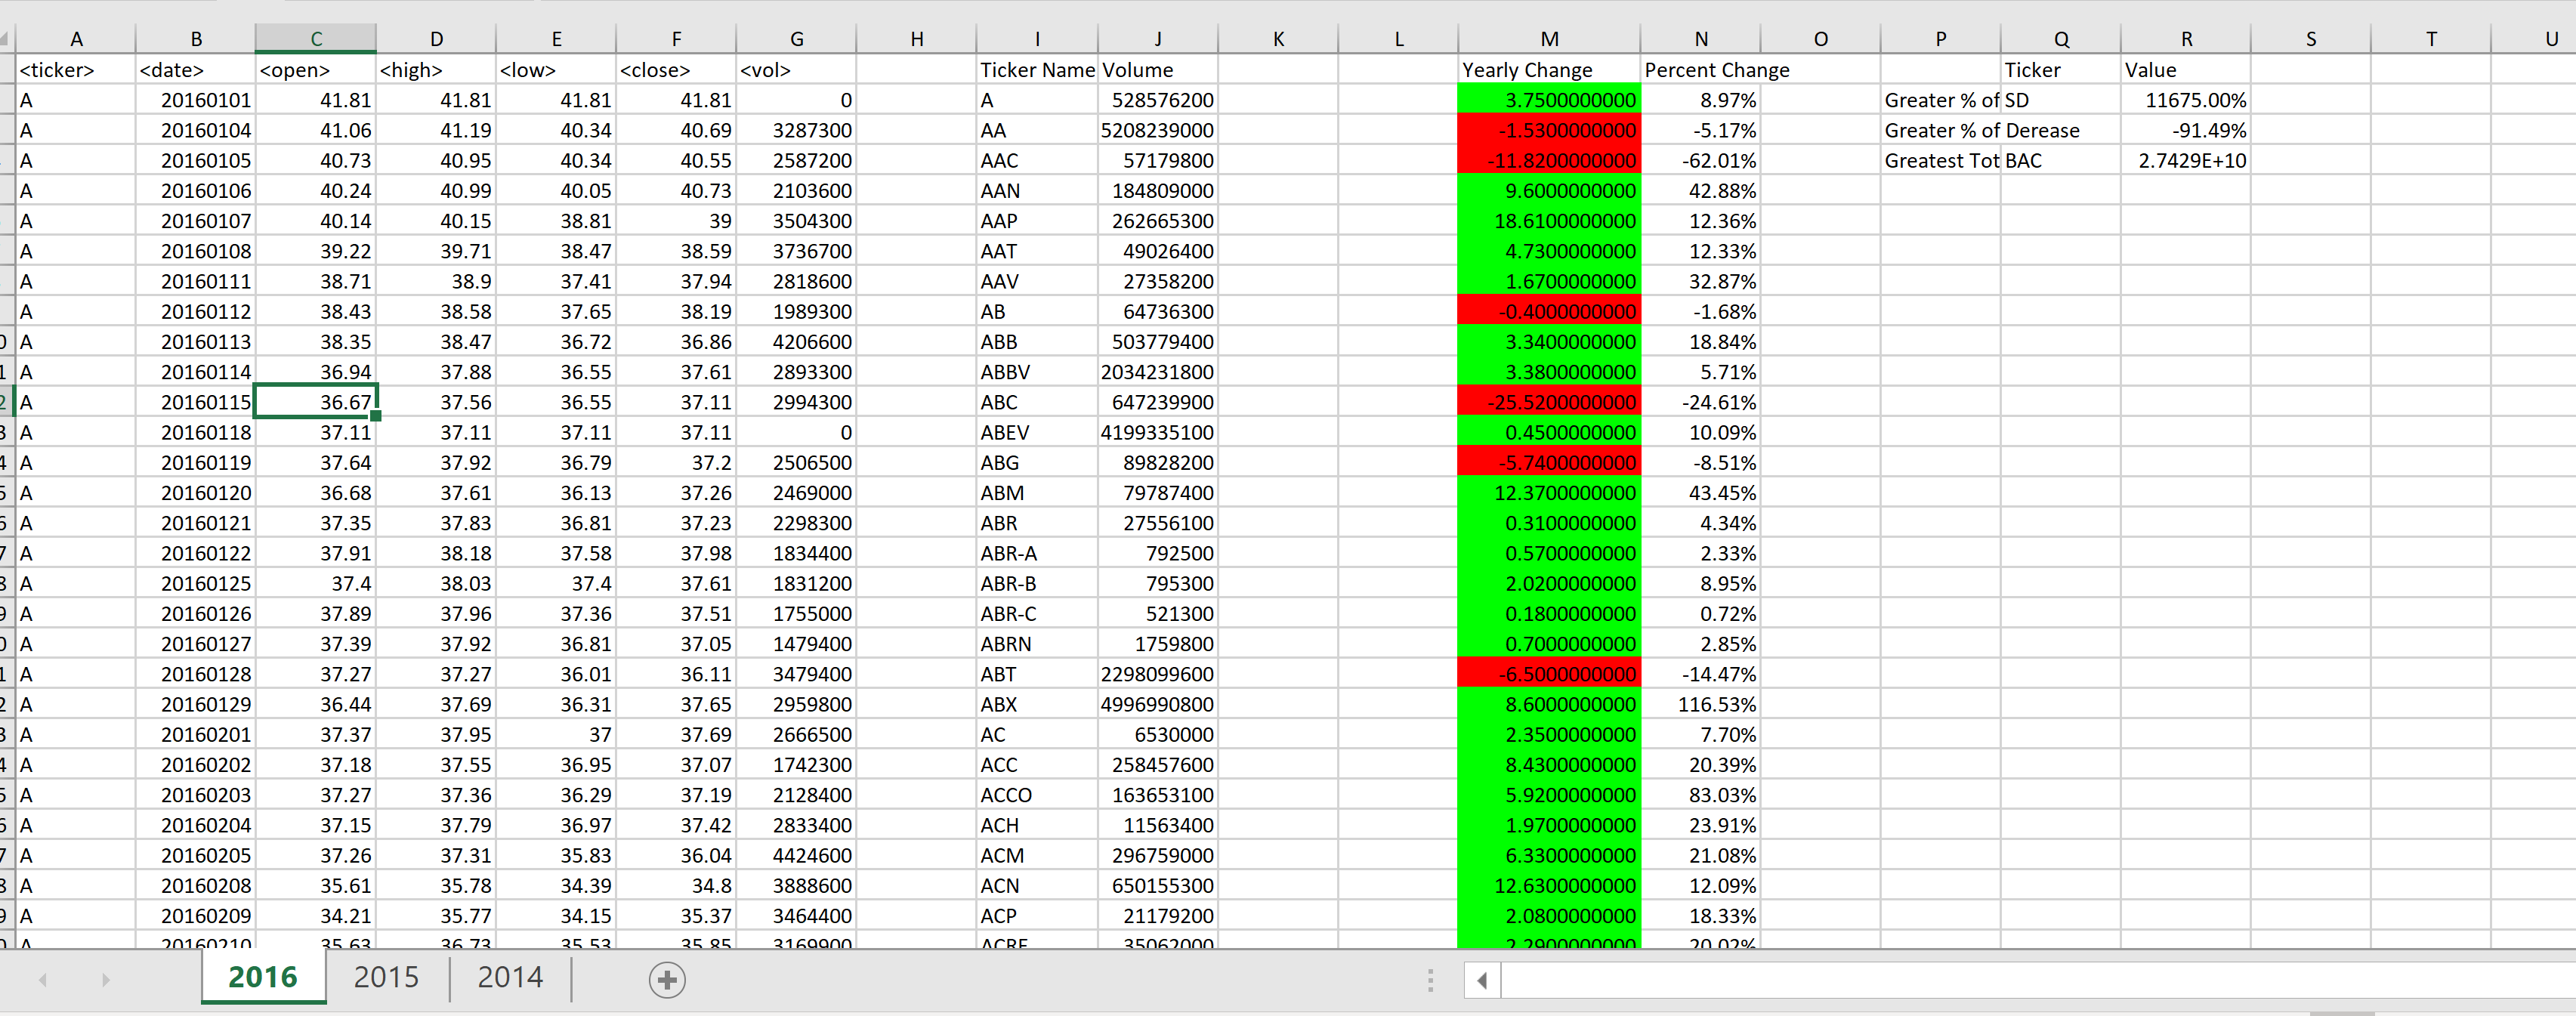 A B C D E F G H I J K L M N O P Q R S T U
<ticker> <date> <open> <high> <low> <close> <vol> Ticker Name Volume Yearly Change Percent Change Ticker Value
A 20160101 41.81 41.81 41.81 41.81 0 A 528576200 3.7500000000 8.97% Greater % of SD 11675.00%
A 20160104 41.06 41.19 40.34 40.69 3287300 AA 5208239000 -1.5300000000 -5.17% Greater % of Derease -91.49%
A 20160105 40.73 40.95 40.34 40.55 2587200 AAC 57179800 -11.8200000000 -62.01% Greatest Tot BAC 2.7429E+10
A 20160106 40.24 40.99 40.05 40.73 2103600 AAN 184809000 9.6000000000 42.88%
A 20160107 40.14 40.15 38.81 39 3504300 AAP 262665300 18.6100000000 12.36%
A 20160108 39.22 39.71 38.47 38.59 3736700 AAT 49026400 4.7300000000 12.33%
A 20160111 38.71 38.9 37.41 37.94 2818600 AAV 27358200 1.6700000000 32.87%
A 20160112 38.43 38.58 37.65 38.19 1989300 AB 64736300 -0.4000000000 -1.68%
A 20160113 38.35 38.47 36.72 36.86 4206600 ABB 503779400 3.3400000000 18.84%
A 20160114 36.94 37.88 36.55 37.61 2893300 ABBV 2034231800 3.3800000000 5.71%
A 20160115 36.67 37.56 36.55 37.11 2994300 ABC 647239900 -25.5200000000 -24.61%
A 20160118 37.11 37.11 37.11 37.11 0 ABEV 4199335100 0.4500000000 10.09%
A 20160119 37.64 37.92 36.79 37.2 2506500 ABG 89828200 -5.7400000000 -8.51%
A 20160120 36.68 37.61 36.13 37.26 2469000 ABM 79787400 12.3700000000 43.45%
A 20160121 37.35 37.83 36.81 37.23 2298300 ABR 27556100 0.3100000000 4.34%
A 20160122 37.91 38.18 37.58 37.98 1834400 ABR-A 792500 0.5700000000 2.33%
A 20160125 37.4 38.03 37.4 37.61 1831200 ABR-B 795300 2.0200000000 8.95%
A 20160126 37.89 37.96 37.36 37.51 1755000 ABR-C 521300 0.1800000000 0.72%
A 20160127 37.39 37.92 36.81 37.05 1479400 ABRN 1759800 0.7000000000 2.85%
A 20160128 37.27 37.27 36.01 36.11 3479400 ABT 2298099600 -6.5000000000 -14.47%
A 20160129 36.44 37.69 36.31 37.65 2959800 ABX 4996990800 8.6000000000 116.53%
A 20160201 37.37 37.95 37 37.69 2666500 AC 6530000 2.3500000000 7.70%
A 20160202 37.18 37.55 36.95 37.07 1742300 ACC 258457600 8.4300000000 20.39%
A 20160203 37.27 37.36 36.29 37.19 2128400 ACCO 163653100 5.9200000000 83.03%
A 20160204 37.15 37.79 36.97 37.42 2833400 ACH 11563400 1.9700000000 23.91%
A 20160205 37.26 37.31 35.83 36.04 4424600 ACM 296759000 6.3300000000 21.08%
A 20160208 35.61 35.78 34.39 34.8 3888600 ACN 650155300 12.6300000000 12.09%
A 20160209 34.21 35.77 34.15 35.37 3464400 ACP 21179200 2.0800000000 18.33%
A 20160210 35.63 36.73 35.53 35.85 3169900 ACRE 35062000 2.2900000000 20.02%
2016 2015 2014